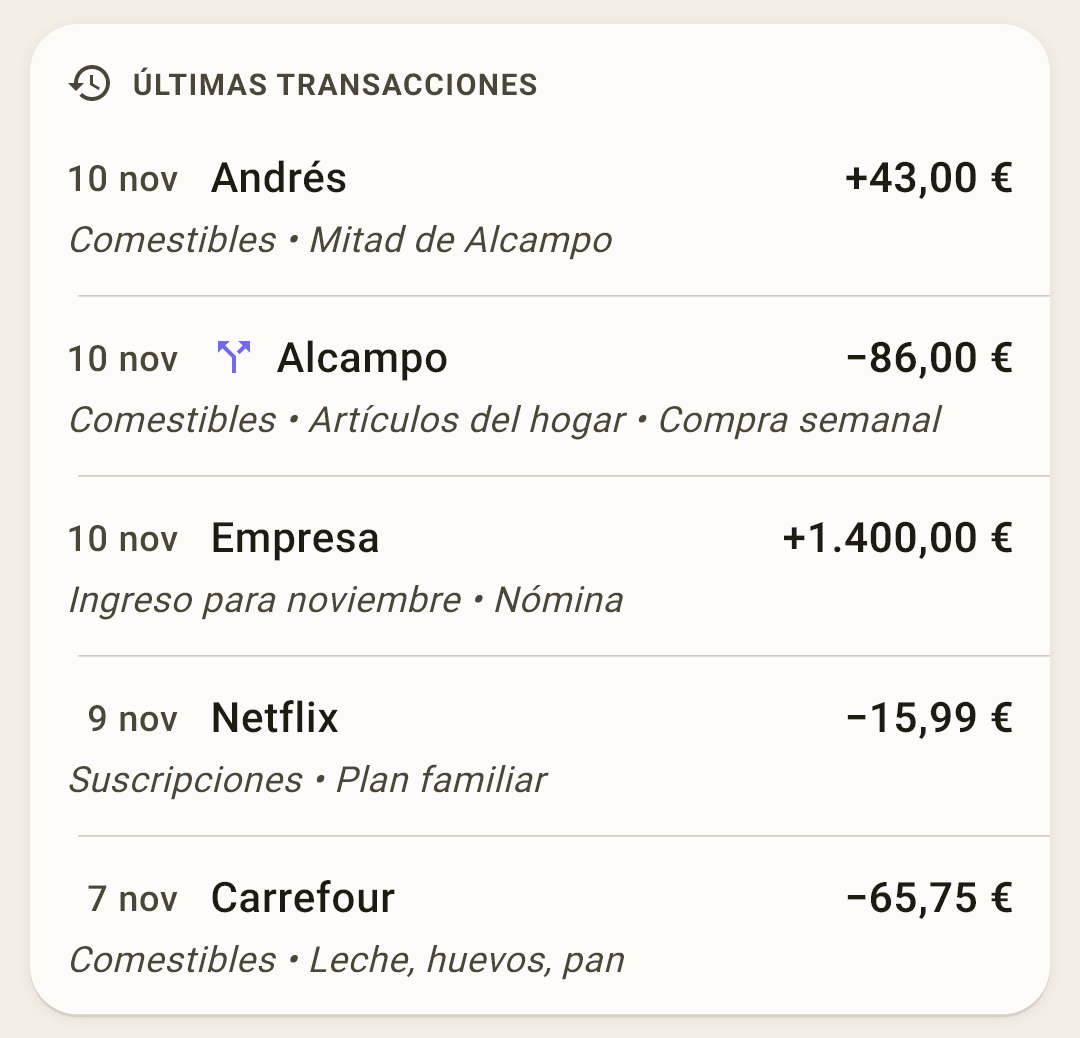 ÚLTIMAS TRANSACCIONES
10 nov Andrés +43,00 €
Comestibles • Mitad de Alcampo
10 nov Alcampo −86,00 €
Comestibles • Artículos del hogar • Compra semanal
10 nov Empresa +1.400,00 €
Ingreso para noviembre • Nómina
9 nov Netflix −15,99 €
Suscripciones • Plan familiar
7 nov Carrefour −65,75 €
Comestibles • Leche, huevos, pan